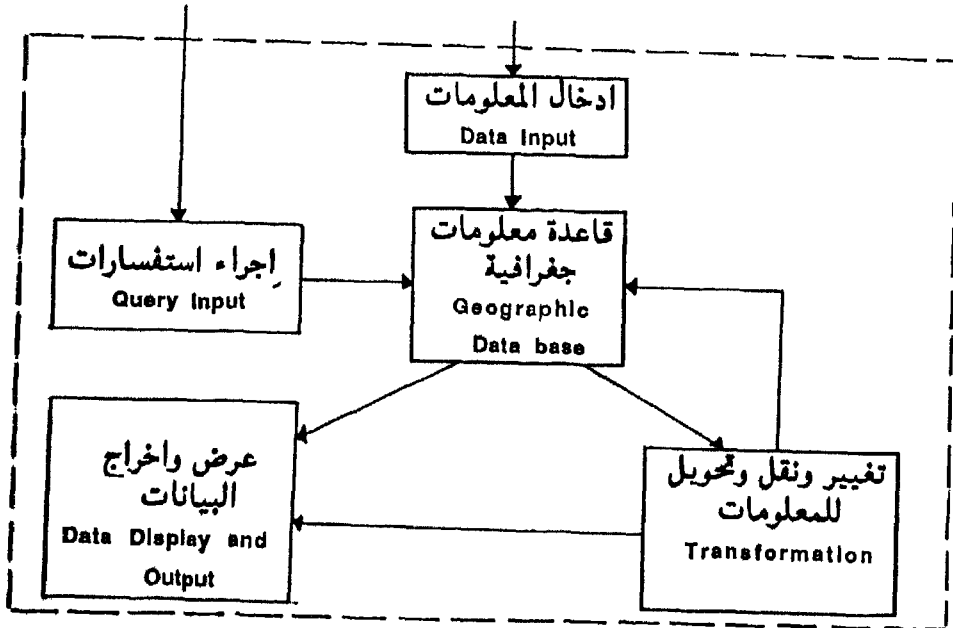 ادخال المعلومات
Data Input
قاعدة معلومات
جغرافية
Geographic
Data base
إجراء استفسارات
Query Input
عرض واخراج
البيانات
Data Display and
Output
تغيير ونقل وتحويل
للمعلومات
Transformation